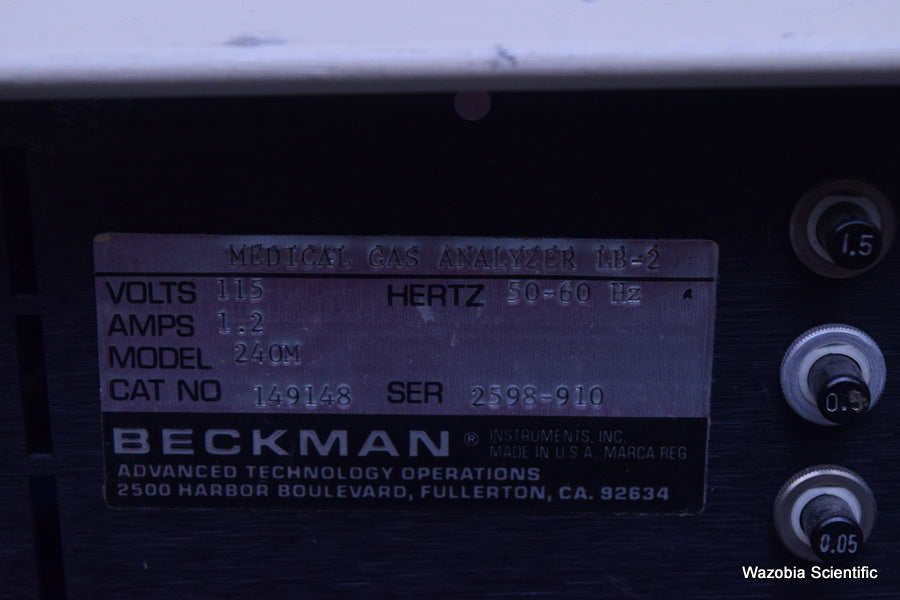 MEDICAL GAS ANALYZER LB-2
VOLTS 115 HERTZ 50-60 Hz A
AMPS 1.2
MODEL 240M
CAT NO 149148 SER 2598-910
BECKMAN ® INSTRUMENTS, INC.
MADE IN U.S.A. MARCA REG.
ADVANCED TECHNOLOGY OPERATIONS
2500 HARBOR BOULEVARD, FULLERTON, CA. 92634
1.5
0.05
Wazobia Scientific